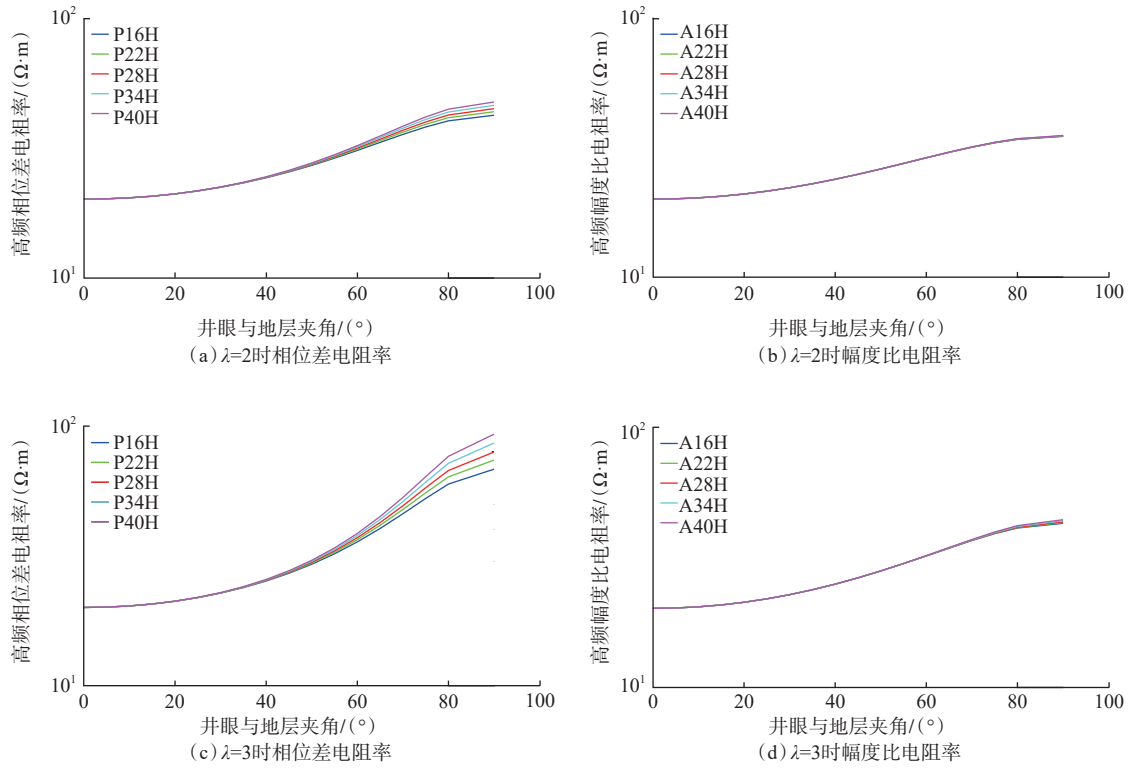 10²
P16H
P22H
P28H
P34H
P40H
高频相位差电祖率/(Ω·m)
10¹
0 20 40 60 80 100
井眼与地层夹角/(°)
(a)λ=2时相位差电阻率
10²
A16H
A22H
A28H
A34H
A40H
高频幅度比电祖率/(Ω·m)
10¹
0 20 40 60 80 100
井眼与地层夹角/(°)
(b)λ=2时幅度比电阻率
10²
P16H
P22H
P28H
P34H
P40H
高频相位差电祖率/(Ω·m)
10¹
0 20 40 60 80 100
井眼与地层夹角/(°)
(c)λ=3时相位差电阻率
10²
A16H
A22H
A28H
A34H
A40H
高频幅度比电祖率/(Ω·m)
10¹
0 20 40 60 80 100
井眼与地层夹角/(°)
(d)λ=3时幅度比电阻率